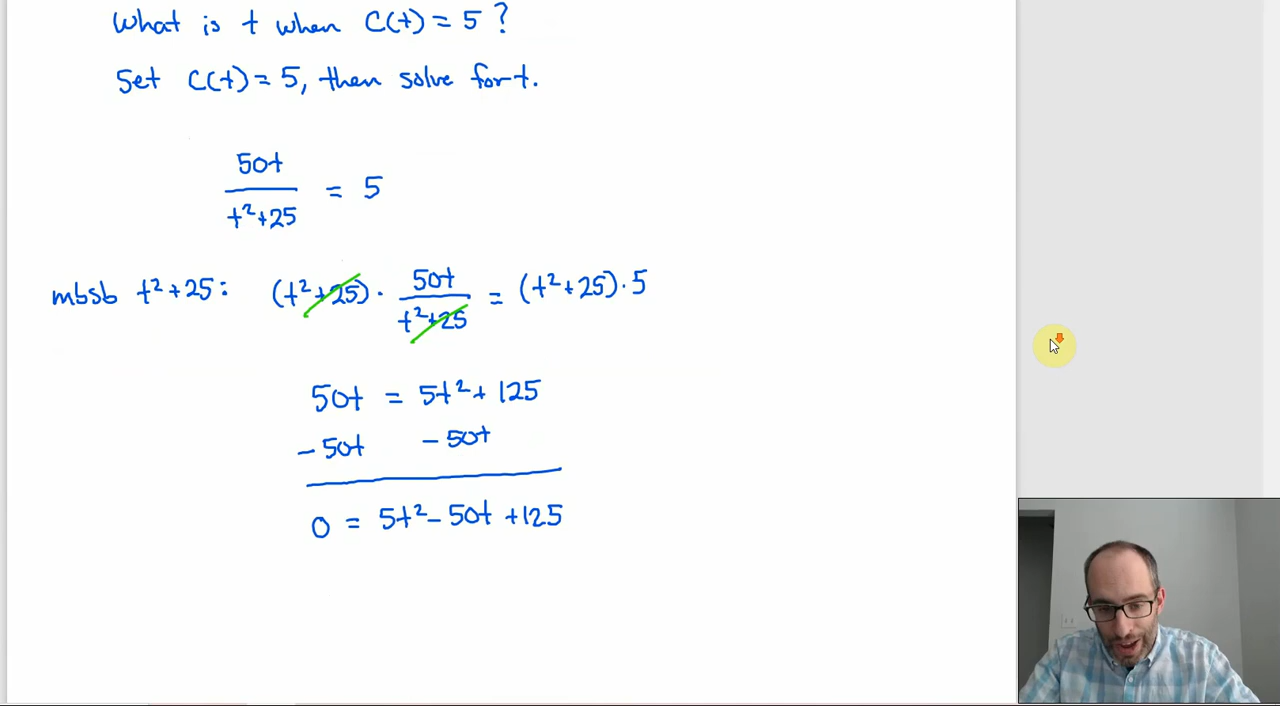 What is t when C(t) = 5?
Set C(t) = 5, then solve for t.
50t
t²+25
= 5
mbsb t²+25: (t²+25) · 50t/t²+25 = (t²+25) · 5
50t = 5t² + 125
- 50t - 50t
0 = 5t² - 50t + 125